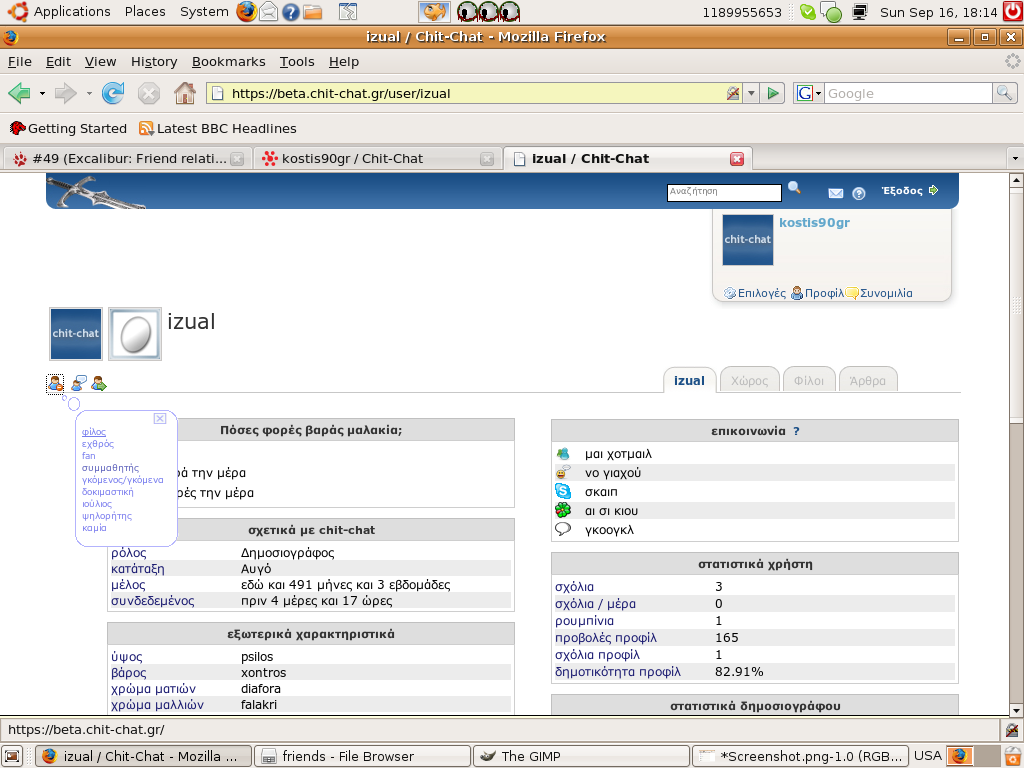 Applications Places System 1189955653 Sun Sep 16, 18:14
izual / Chit-Chat - Mozilla Firefox
File Edit View History Bookmarks Tools Help
https://beta.chit-chat.gr/user/izual G Google
Getting Started Latest BBC Headlines
#49 (Excalibur: Friend relati... kostis90gr / Chit-Chat izual / Chit-Chat
Αναζήτηση Έξοδος
chit-chat kostis90gr
Επιλογές Προφίλ Συνομιλία
chit-chat izual
izual Χώρος Φίλοι Άρθρα
φίλος
εχθρός
fan
συμμαθητής
γκόμενος/γκόμενα
δοκιμαστική
ιούλιος
ψηλορήτης
καμία
Πόσες φορές βαράς μαλακία;
ρά την μέρα
ρές την μέρα
σχετικά με chit-chat
ρόλος Δημοσιογράφος
κατάταξη Αυγό
μέλος εδώ και 491 μήνες και 3 εβδομάδες
συνδεδεμένος πριν 4 μέρες και 17 ώρες
εξωτερικά χαρακτηριστικά
ύψος psilos
βάρος xontros
χρώμα ματιών diafora
χρώμα μαλλιών falakri
επικοινωνία ?
μαι χοτμαιλ
νο γιαχού
σκαιπ
αι σι κιου
γκοογκλ
στατιστικά χρήστη
σχόλια 3
σχόλια / μέρα 0
ρουμπίνια 1
προβολές προφίλ 165
σχόλια προφίλ 1
δημοτικότητα προφίλ 82.91%
στατιστικά δημοσιογράφου
https://beta.chit-chat.gr/
izual / Chit-Chat - Mozilla ... friends - File Browser The GIMP *Screenshot.png-1.0 (RGB... USA